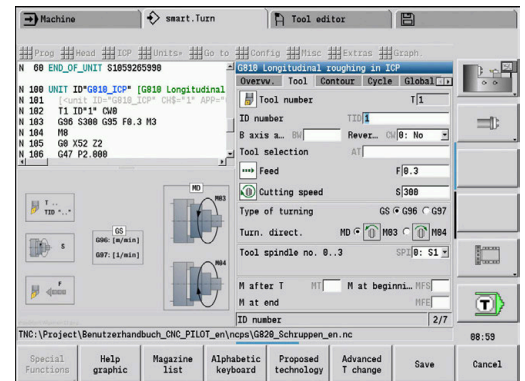 Machine
smart.Turn
Tool editor
Prog Head ICP Units» Go to Config Misc Extras Graph.
N 60 END_OF_UNIT S1059265990
N 100 UNIT ID"G810_ICP" [G810 Longitudinal
N 101 [<unit ID="G810_ICP" CH$="1" APP="
N 102 T1 ID"1" CW0
N 103 G96 S300 G95 F0.3 M3
N 104 M8
N 105 G0 X52 Z2
N 106 G47 P2.000
G810 Longitudinal roughing in ICP
Overvw. Tool Contour Cycle Global
Tool number T 1
ID number TID 1
B axis a… BW Rever… CW 0: No
Tool selection AT
Feed F 0.3
Cutting speed S 300
Type of turning GS G96 G97
Turn. direct. MD M03 M04
Tool spindle no. 0..3 SPI 0: S1
M after T MT M at beginni… MFS
M at end MFE
ID number 2/7
T ..
TID "..."
S
F
GS
G96: [m/min]
G97: [1/min]
MD
M03
M04
TNC:\Project\Benutzerhandbuch_CNC_PILOT_en\ncps\G820_Schruppen_en.nc
T
08:59
Special Functions
Help graphic
Magazine list
Alphabetic keyboard
Proposed technology
Advanced T change
Save
Cancel